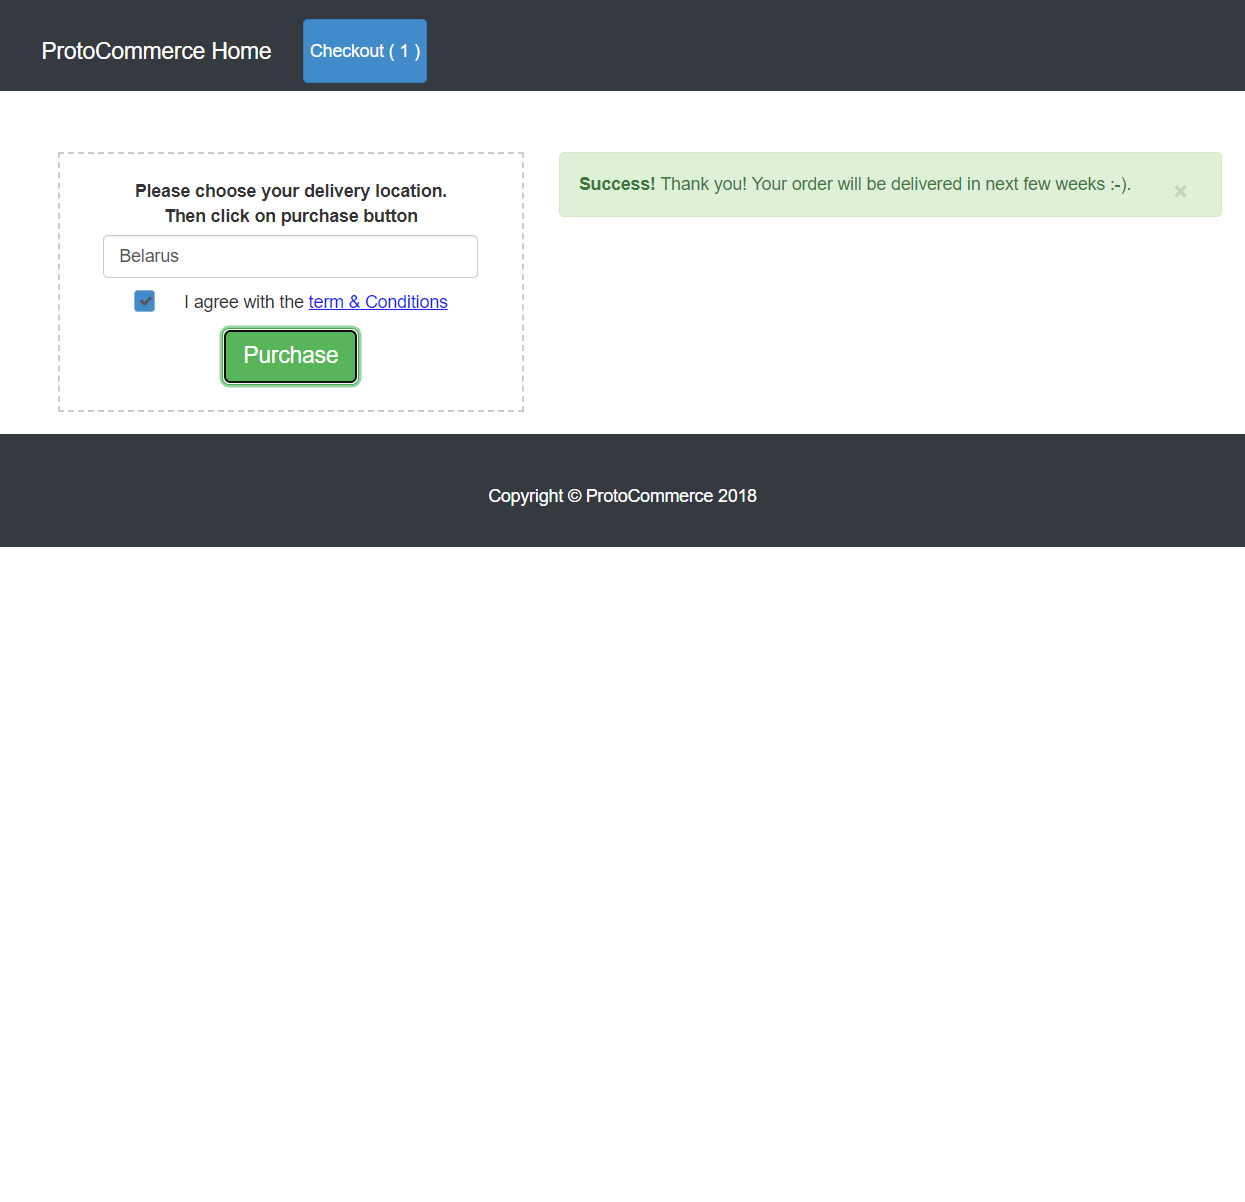 ProtoCommerce Home
Checkout ( 1 )
Please choose your delivery location.
Then click on purchase button
Belarus
I agree with the term & Conditions
Purchase
Success! Thank you! Your order will be delivered in next few weeks :-).
×
Copyright © ProtoCommerce 2018